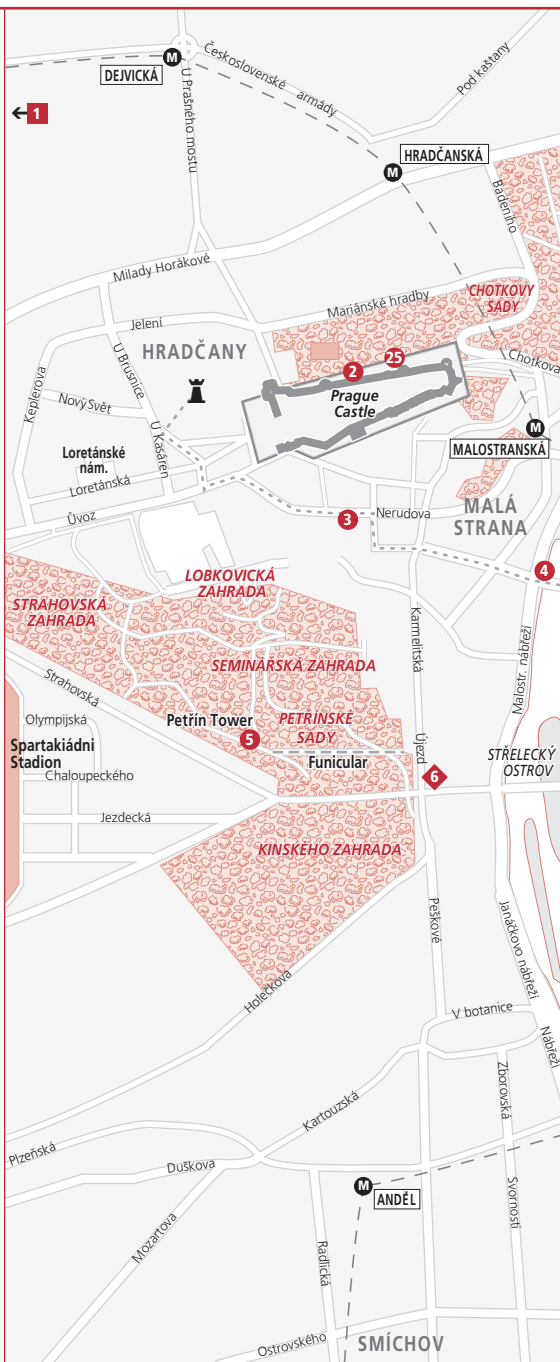 Československé armády
M
DEJVICKÁ
Pod kaštany
U Prašného mostu
1
HRADČANSKÁ
M
Badeniho
Milady Horákové
CHOTKOVY
SADY
Mariánské hradby
Jelení
HRADČANY
U Brusnice
Chotkova
25
2
Prague
Castle
Keplerova
Nový Svět
U Kasáren
M
MALOSTRANSKÁ
Loretánské
nám.
Loretánská
MALÁ
STRANA
Nerudova
3
Úvoz
4
LOBKOVICKÁ
ZAHRADA
STRAHOVSKÁ
ZAHRADA
Karmelitská
Malostr. nábřeží
SEMINÁŘSKÁ ZAHRADA
Strahovská
Petřín Tower
PETŘÍNSKÉ
SADY
Olympijská
5
Újezd
Spartakiádni
Stadion
Funicular
STŘELECKÝ
OSTROV
Chaloupeckého
6
Jezdecká
KINSKÉHO ZAHRADA
Peškové
Janáčkovo nábřeží
Holečkova
V botanice
Nábřeží
Zborovská
Kartouzská
Plzeňská
Duškova
M
ANDĚL
Svornosti
Mozartova
Radlická
Ostrovského
SMÍCHOV